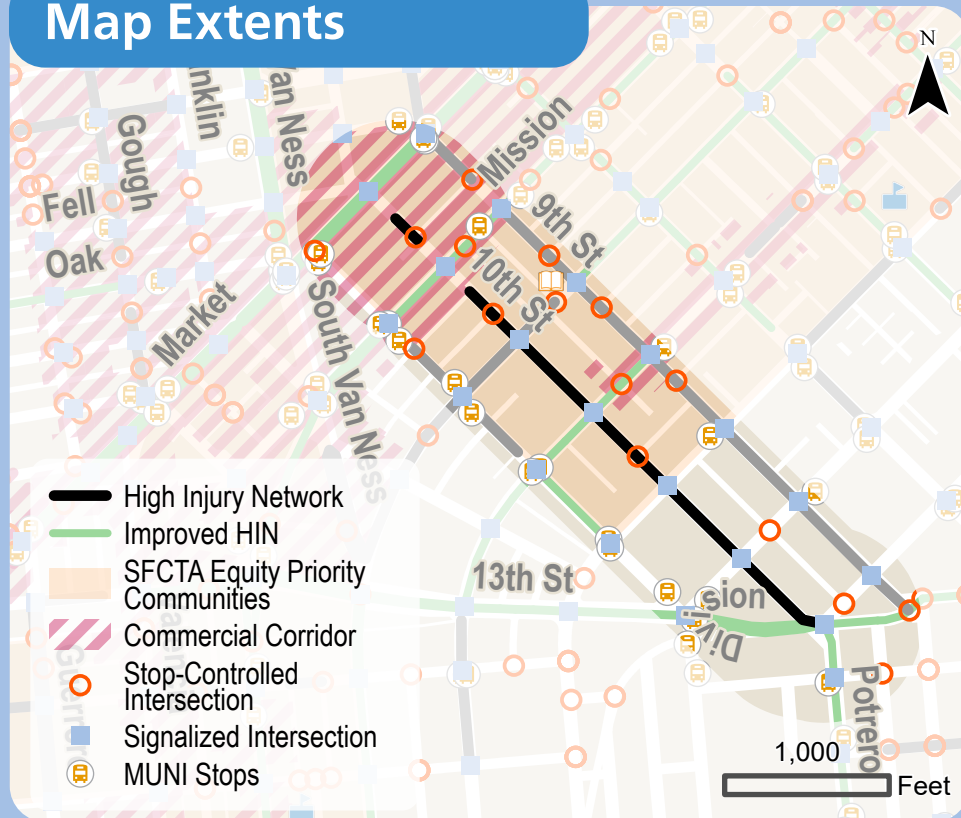 Map Extents
N
Van Ness
Mission
Gough
Fell
Oak
9th St
10th St
Market
South Van Ness
High Injury Network
Improved HIN
SFCTA Equity Priority
Communities
Commercial Corridor
Stop-Controlled
Intersection
Signalized Intersection
MUNI Stops
13th St
Division
Potrero
1,000
Feet